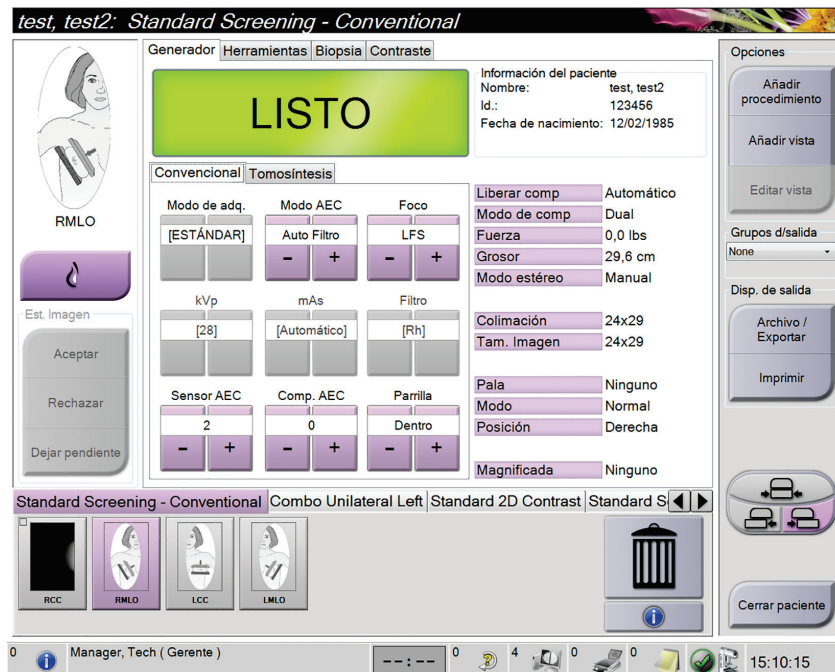 test, test2: Standard Screening - Conventional
RMLO
Est. Imagen
Aceptar
Rechazar
Dejar pendiente
Generador Herramientas Biopsia Contraste
LISTO
Información del paciente
Nombre: test, test2
Id.: 123456
Fecha de nacimiento: 12/02/1985
Convencional Tomosíntesis
Modo de adq. Modo AEC Foco
[ESTÁNDAR] Auto Filtro LFS
- + - +
kVp mAs Filtro
[28] [Automático] [Rh]
Sensor AEC Comp. AEC Parrilla
2 0 Dentro
- + - + - +
Liberar comp Automático
Modo de comp Dual
Fuerza 0,0 lbs
Grosor 29,6 cm
Modo estéreo Manual
Colimación 24x29
Tam. Imagen 24x29
Pala Ninguno
Modo Normal
Posición Derecha
Magnificada Ninguno
Opciones
Añadir
procedimiento
Añadir vista
Editar vista
Grupos d/salida
None
Disp. de salida
Archivo /
Exportar
Imprimir
Cerrar paciente
Standard Screening - Conventional Combo Unilateral Left Standard 2D Contrast Standard S
RCC RMLO LCC LMLO
0 Manager, Tech ( Gerente ) --:-- 0 4 0 0 15:10:15